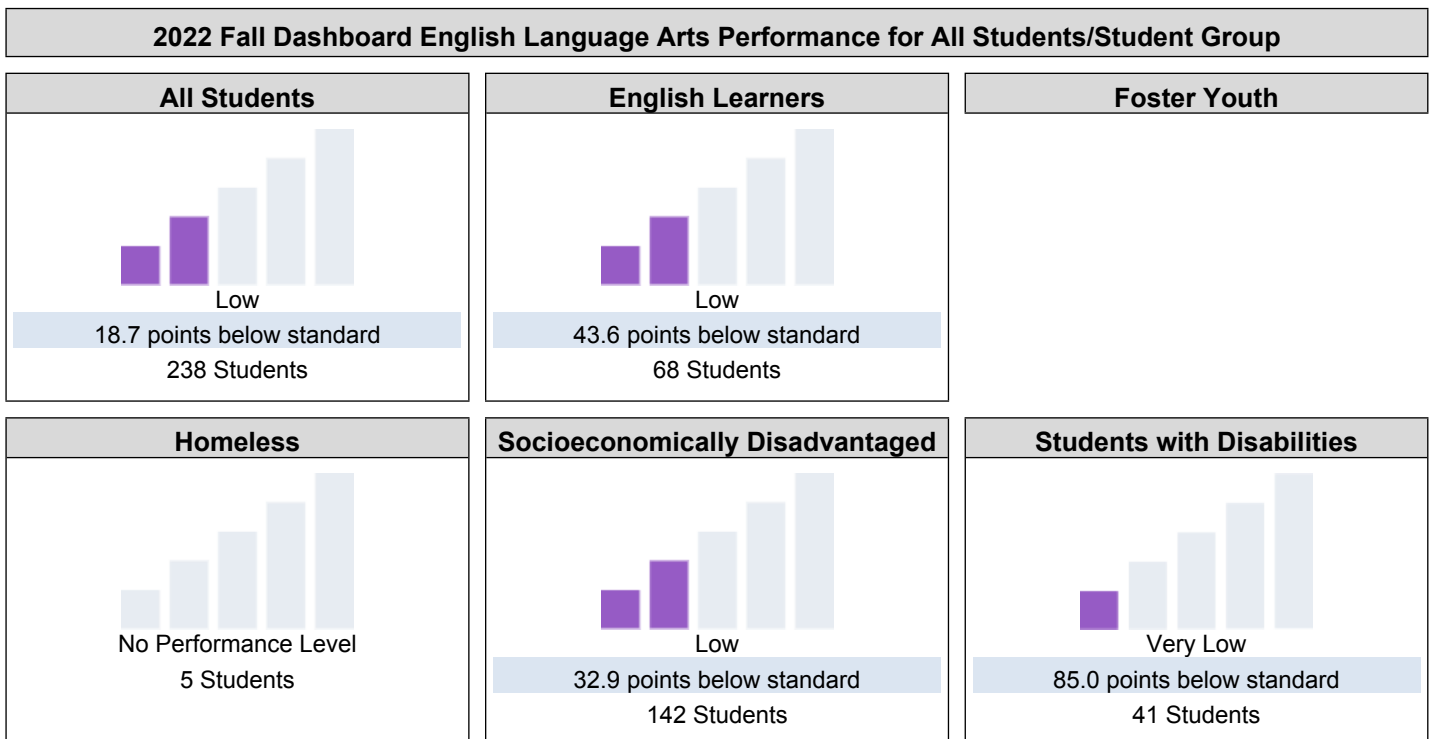 2022 Fall Dashboard English Language Arts Performance for All Students/Student Group
All Students
Low
18.7 points below standard
238 Students
English Learners
Low
43.6 points below standard
68 Students
Foster Youth
Homeless
No Performance Level
5 Students
Socioeconomically Disadvantaged
Low
32.9 points below standard
142 Students
Students with Disabilities
Very Low
85.0 points below standard
41 Students